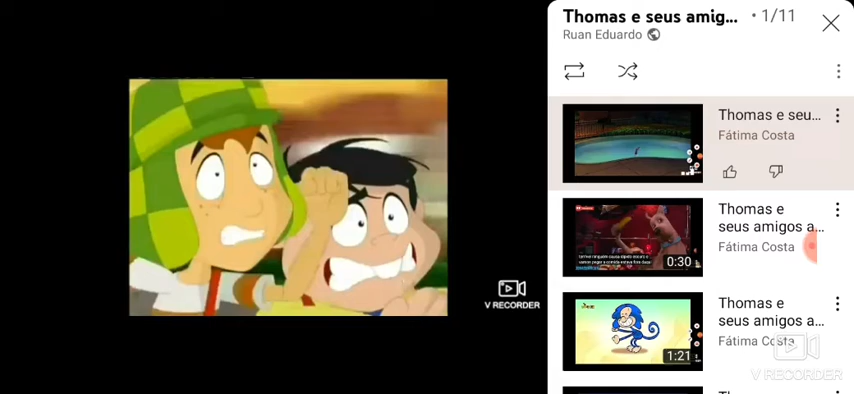 Thomas e seus amig... • 1/11
Ruan Eduardo
Thomas e seu...
Fátima Costa
Thomas e
seus amigos a...
Fátima Costa
0:30
Thomas e
seus amigos a...
Fátima Costa
1:21
V RECORDER
V RECORDER